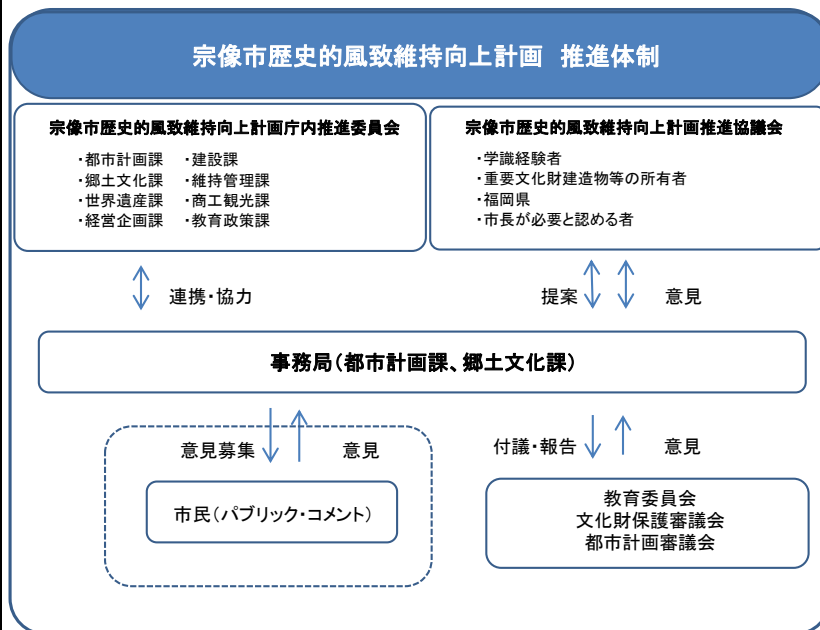 宗像市歴史的風致維持向上計画 推進体制
宗像市歴史的風致維持向上計画庁内推進委員会
・都市計画課 ・建設課
・郷土文化課 ・維持管理課
・世界遺産課 ・商工観光課
・経営企画課 ・教育政策課
宗像市歴史的風致維持向上計画推進協議会
・学識経験者
・重要文化財建造物等の所有者
・福岡県
・市長が必要と認める者
連携・協力
提案 意見
事務局(都市計画課、郷土文化課)
意見募集 意見
市民(パブリック・コメント)
付議・報告 意見
教育委員会
文化財保護審議会
都市計画審議会